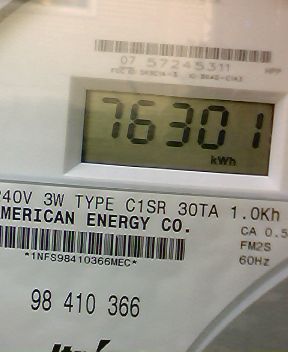 07 57245311
76301
kWh
240V 3W TYPE C1SR 30TA 1.0Kh
AMERICAN ENERGY CO.
CA 0.5
FM2S
60Hz
*1NFS98410366MEC*
98 410 366